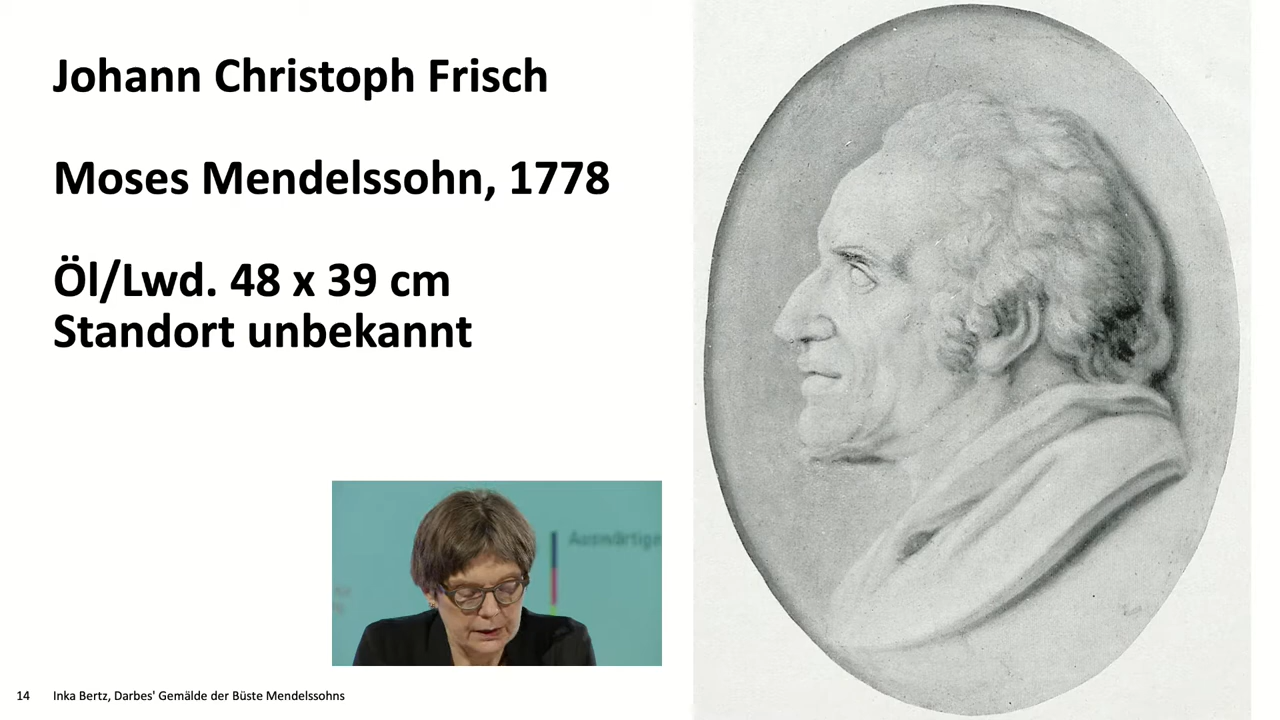 Johann Christoph Frisch
Moses Mendelssohn, 1778
Öl/Lwd. 48 x 39 cm
Standort unbekannt
Auswärtige
14 Inka Bertz, Darbes' Gemälde der Büste Mendelssohns